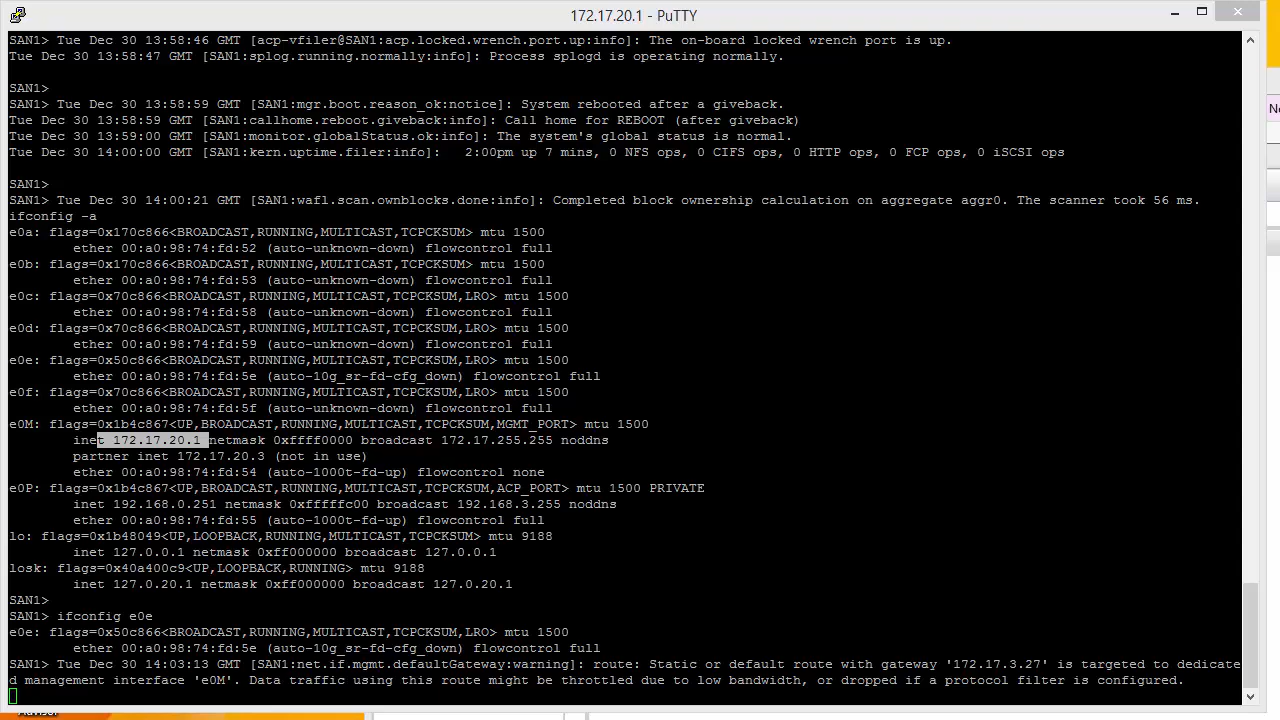 172.17.20.1 - PuTTY
SAN1> Tue Dec 30 13:58:46 GMT [acp-vfiler@SAN1:acp.locked.wrench.port.up:info]: The on-board locked wrench port is up.
Tue Dec 30 13:58:47 GMT [SAN1:splog.running.normally:info]: Process splogd is operating normally.
SAN1>
SAN1> Tue Dec 30 13:58:59 GMT [SAN1:mgr.boot.reason_ok:notice]: System rebooted after a giveback.
Tue Dec 30 13:58:59 GMT [SAN1:callhome.reboot.giveback:info]: Call home for REBOOT (after giveback)
Tue Dec 30 13:59:00 GMT [SAN1:monitor.globalStatus.ok:info]: The system's global status is normal.
Tue Dec 30 14:00:00 GMT [SAN1:kern.uptime.filer:info]:   2:00pm up 7 mins, 0 NFS ops, 0 CIFS ops, 0 HTTP ops, 0 FCP ops, 0 iSCSI ops
SAN1>
SAN1> Tue Dec 30 14:00:21 GMT [SAN1:wafl.scan.ownblocks.done:info]: Completed block ownership calculation on aggregate aggr0. The scanner took 56 ms.
ifconfig -a
e0a: flags=0x170c866<BROADCAST,RUNNING,MULTICAST,TCPCKSUM> mtu 1500
ether 00:a0:98:74:fd:52 (auto-unknown-down) flowcontrol full
e0b: flags=0x170c866<BROADCAST,RUNNING,MULTICAST,TCPCKSUM> mtu 1500
ether 00:a0:98:74:fd:53 (auto-unknown-down) flowcontrol full
e0c: flags=0x70c866<BROADCAST,RUNNING,MULTICAST,TCPCKSUM,LRO> mtu 1500
ether 00:a0:98:74:fd:58 (auto-unknown-down) flowcontrol full
e0d: flags=0x70c866<BROADCAST,RUNNING,MULTICAST,TCPCKSUM,LRO> mtu 1500
ether 00:a0:98:74:fd:59 (auto-unknown-down) flowcontrol full
e0e: flags=0x50c866<BROADCAST,RUNNING,MULTICAST,TCPCKSUM,LRO> mtu 1500
ether 00:a0:98:74:fd:5e (auto-10g_sr-fd-cfg_down) flowcontrol full
e0f: flags=0x70c866<BROADCAST,RUNNING,MULTICAST,TCPCKSUM,LRO> mtu 1500
ether 00:a0:98:74:fd:5f (auto-unknown-down) flowcontrol full
e0M: flags=0x1b4c867<UP,BROADCAST,RUNNING,MULTICAST,TCPCKSUM,MGMT_PORT> mtu 1500
inet 172.17.20.1 netmask 0xffff0000 broadcast 172.17.255.255 noddns
partner inet 172.17.20.3 (not in use)
ether 00:a0:98:74:fd:54 (auto-1000t-fd-up) flowcontrol none
e0P: flags=0x1b4c867<UP,BROADCAST,RUNNING,MULTICAST,TCPCKSUM,ACP_PORT> mtu 1500 PRIVATE
inet 192.168.0.251 netmask 0xfffffc00 broadcast 192.168.3.255 noddns
ether 00:a0:98:74:fd:55 (auto-1000t-fd-up) flowcontrol full
lo: flags=0x1b48049<UP,LOOPBACK,RUNNING,MULTICAST,TCPCKSUM> mtu 9188
inet 127.0.0.1 netmask 0xff000000 broadcast 127.0.0.1
losk: flags=0x40a400c9<UP,LOOPBACK,RUNNING> mtu 9188
inet 127.0.20.1 netmask 0xff000000 broadcast 127.0.20.1
SAN1>
SAN1> ifconfig e0e
e0e: flags=0x50c866<BROADCAST,RUNNING,MULTICAST,TCPCKSUM,LRO> mtu 1500
ether 00:a0:98:74:fd:5e (auto-10g_sr-fd-cfg_down) flowcontrol full
SAN1> Tue Dec 30 14:03:13 GMT [SAN1:net.if.mgmt.defaultGateway:warning]: route: Static or default route with gateway '172.17.3.27' is targeted to dedicate
d management interface 'e0M'. Data traffic using this route might be throttled due to low bandwidth, or dropped if a protocol filter is configured.